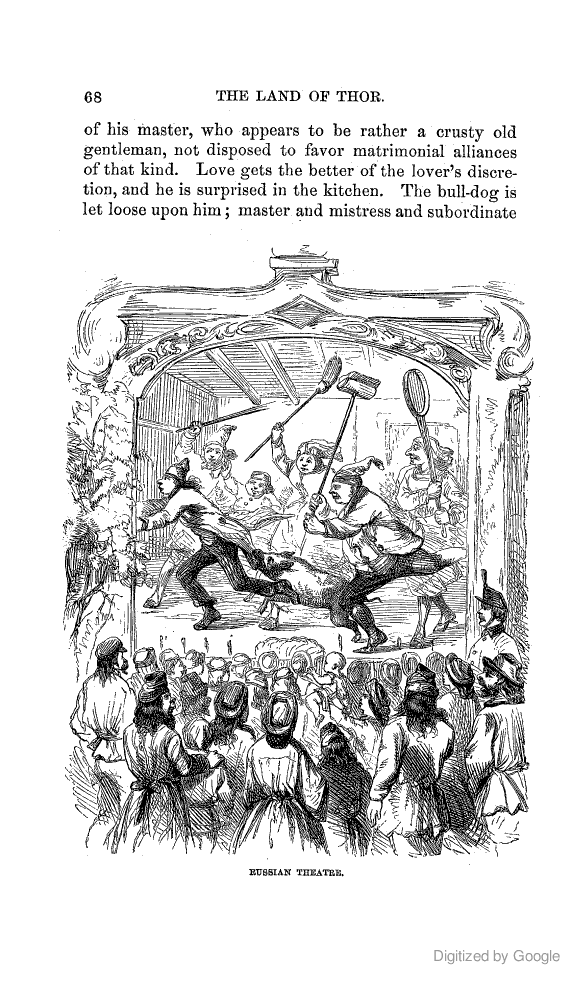 68
THE LAND OF THOR.
of his master, who appears to be rather a crusty old
gentleman, not disposed to favor matrimonial alliances
of that kind. Love gets the better of the lover's discre-
tion, and he is surprised in the kitchen. The bull-dog is
let loose upon him; master and mistress and subordinate
RUSSIAN THEATRE.
Digitized by Google